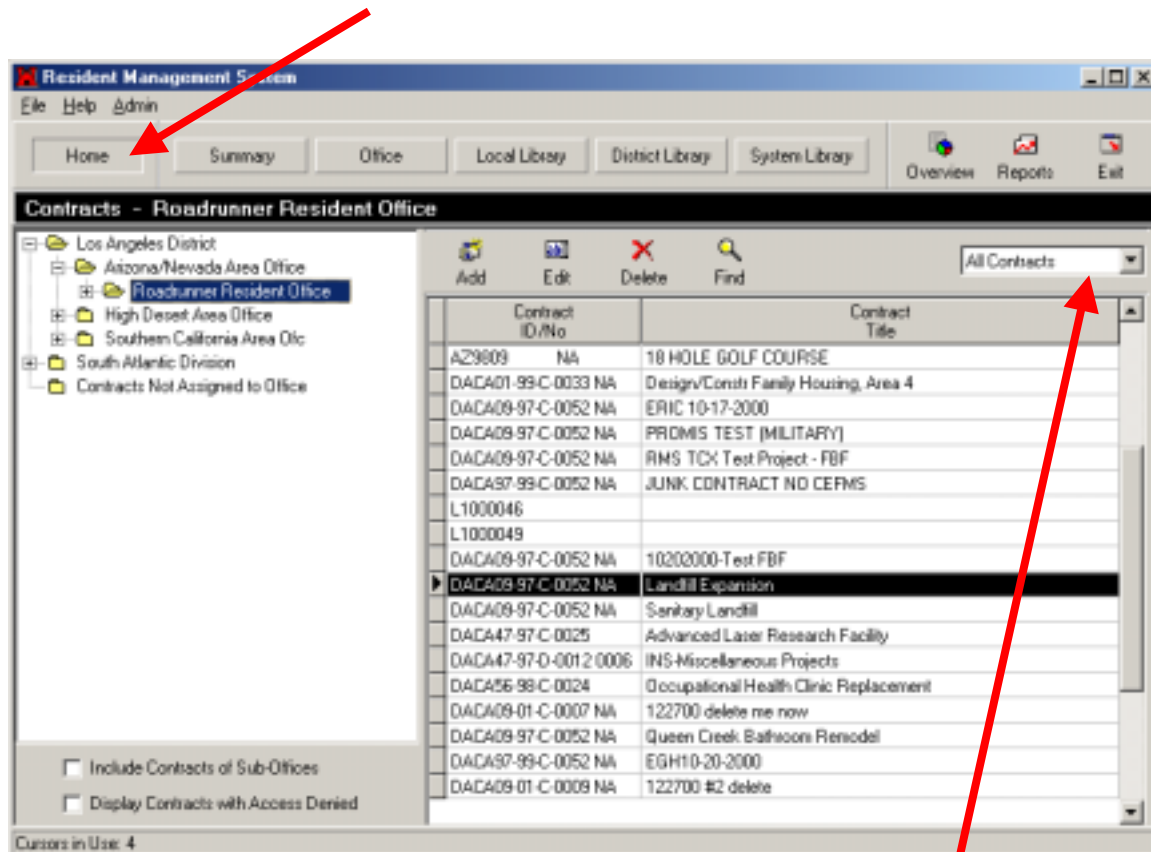 Resident Management System
File Help Admin
Home Summary Office Local Library District Library System Library Overview Reports Exit
Contracts - Roadrunner Resident Office
Los Angeles District
Arizona/Nevada Area Office
Roadrunner Resident Office
High Desert Area Office
Southern California Area Ofc
South Atlantic Division
Contracts Not Assigned to Office
Include Contracts of Sub-Offices
Display Contracts with Access Denied
Add Edit Delete Find All Contracts
Contract ID/No Contract Title
AZ9809 NA 18 HOLE GOLF COURSE
DACA01-99-C-0033 NA Design/Constr Family Housing, Area 4
DACA09-97-C-0052 NA ERIC 10-17-2000
DACA09-97-C-0052 NA PROMIS TEST (MILITARY)
DACA09-97-C-0052 NA RMS TCX Test Project - FBF
DACA97-99-C-0052 NA JUNK CONTRACT NO CEFMS
L1000046
L1000049
DACA09-97-C-0052 NA 10202000-Test FBF
DACA09-97-C-0052 NA Landfill Expansion
DACA09-97-C-0052 NA Sanitary Landfill
DACA47-97-C-0025 Advanced Laser Research Facility
DACA47-97-D-0012 0006 INS-Miscellaneous Projects
DACA56-98-C-0024 Occupational Health Clinic Replacement
DACA09-01-C-0007 NA 122700 delete me now
DACA09-97-C-0052 NA Queen Creek Bathroom Remodel
DACA97-99-C-0052 NA EGH10-20-2000
DACA09-01-C-0009 NA 122700 #2 delete
Cursors in Use: 4